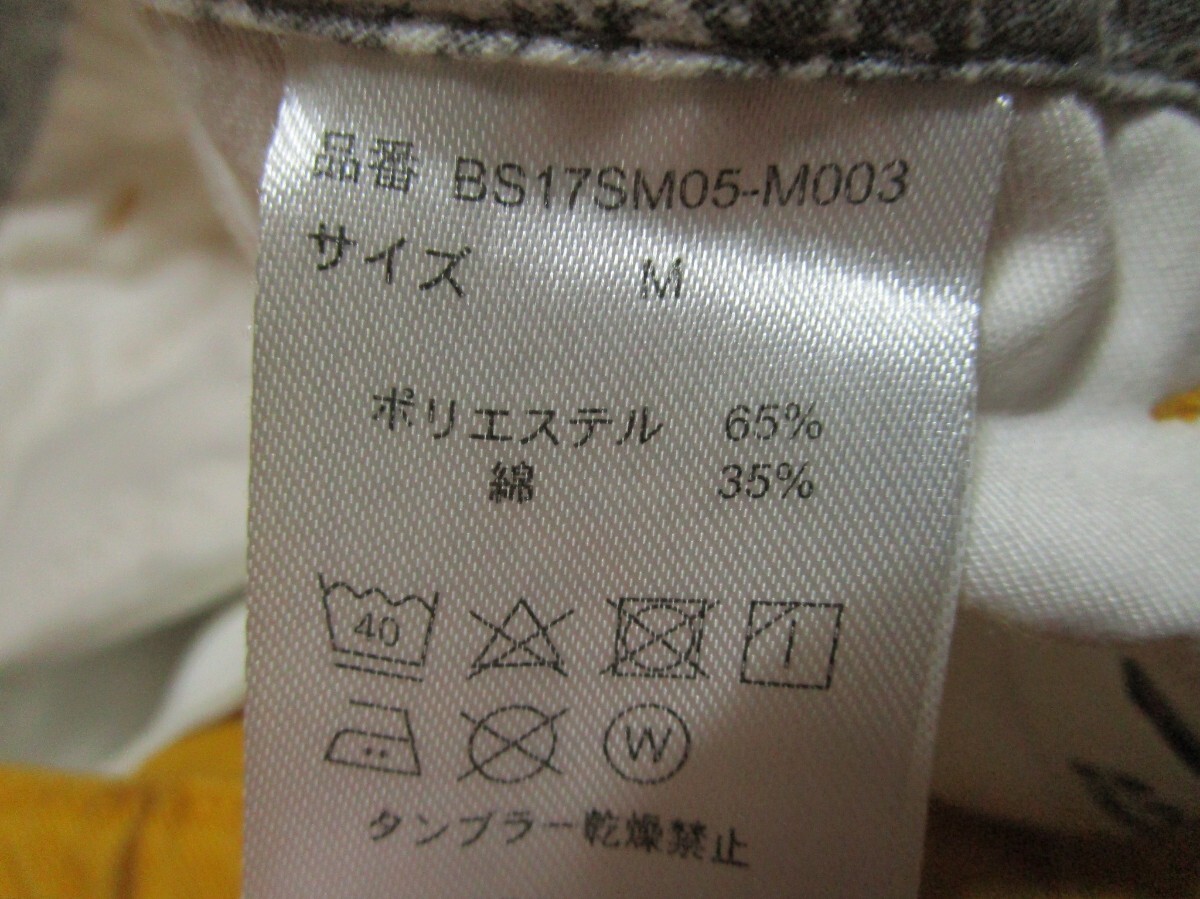 品番 BS17SM05-M003
サイズ M
ポリエステル 65%
綿 35%
40
W
タンブラー乾燥禁止